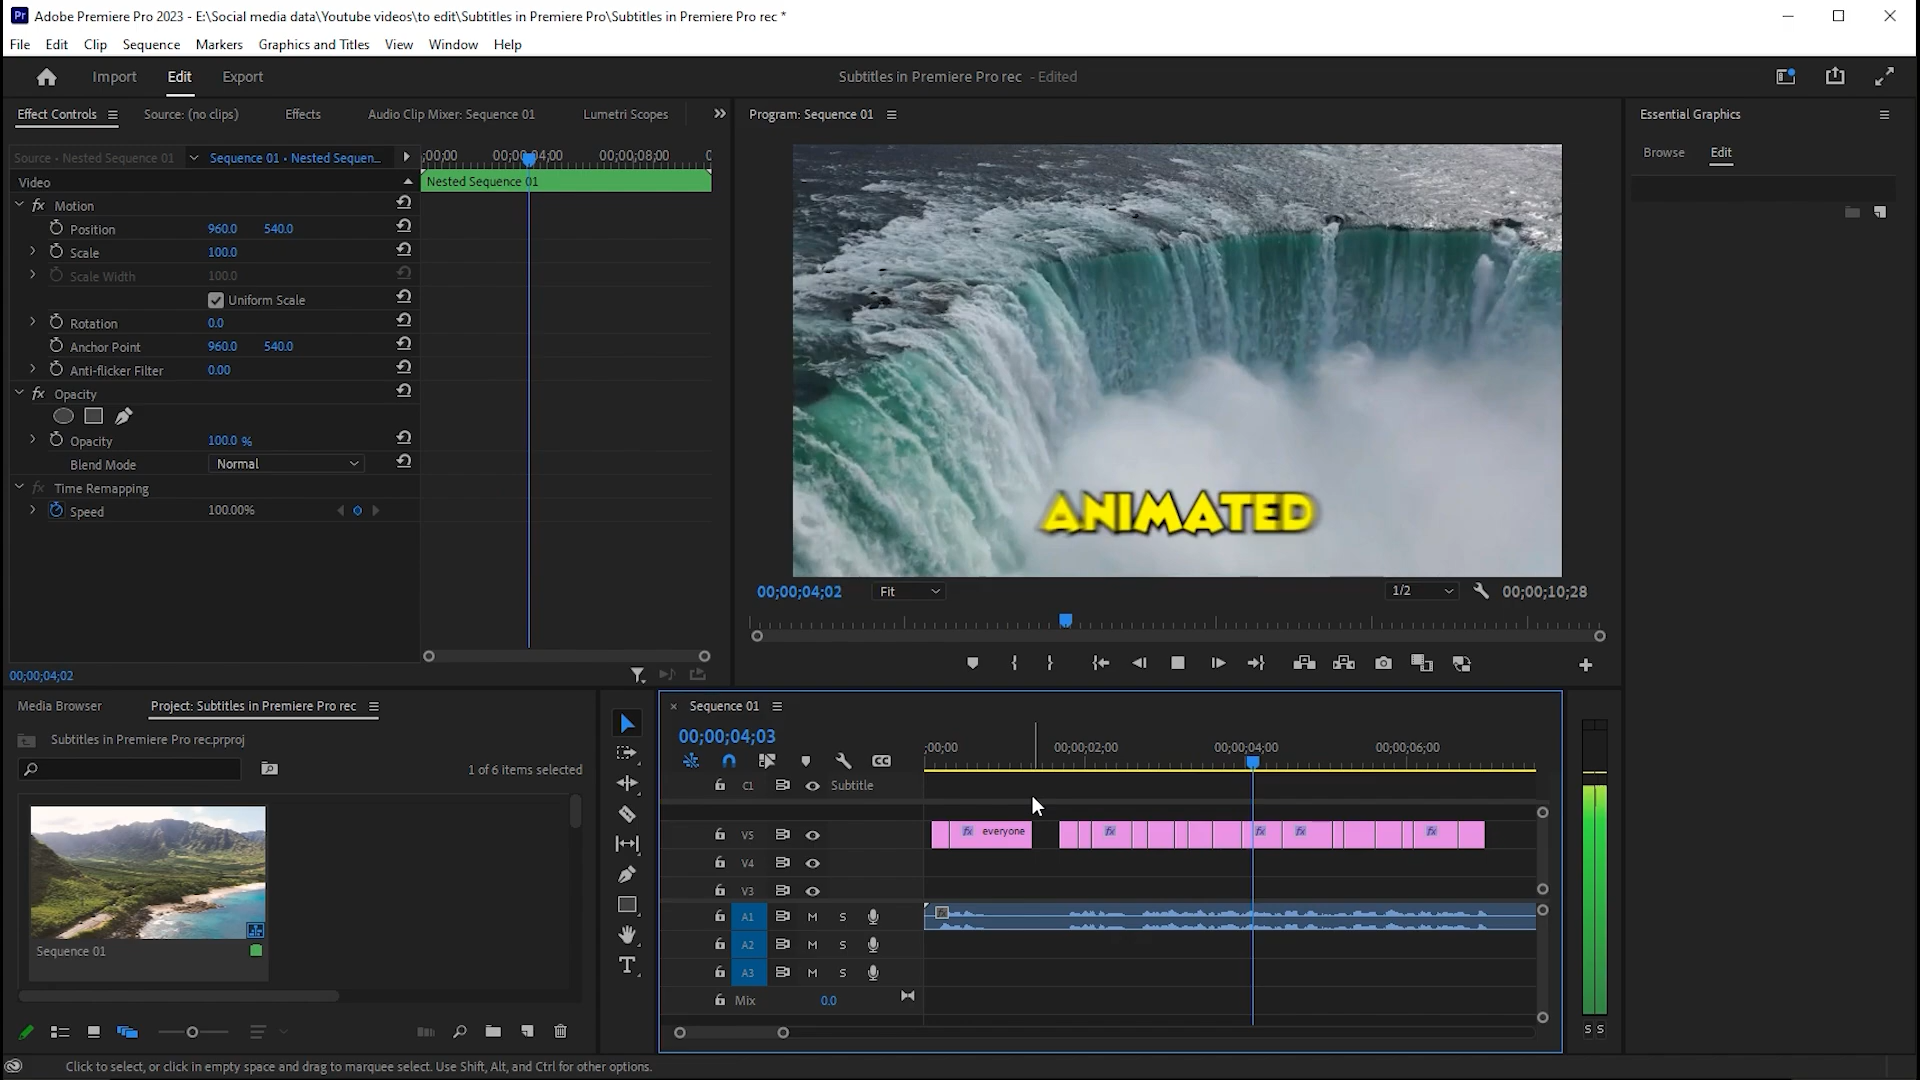 Pr Adobe Premiere Pro 2023 - E:\Social media data\Youtube videos\to edit\Subtitles in Premiere Pro\Subtitles in Premiere Pro rec *
File Edit Clip Sequence Markers Graphics and Titles View Window Help
Import Edit Export
Subtitles in Premiere Pro rec - Edited
Effect Controls Source: (no clips) Effects Audio Clip Mixer: Sequence 01 Lumetri Scopes
Source · Nested Sequence 01 Sequence 01 · Nested Sequen...
;00;00 00;00;04;00 00;00;08;00
Video
Nested Sequence 01
fx Motion
Position 960.0 540.0
Scale 100.0
Scale Width 100.0
Uniform Scale
Rotation 0.0
Anchor Point 960.0 540.0
Anti-flicker Filter 0.00
fx Opacity
Opacity 100.0 %
Blend Mode Normal
fx Time Remapping
Speed 100.00%
00;00;04;02
Program: Sequence 01
ANIMATED
00;00;04;02 Fit 1/2 00;00;10;28
Essential Graphics
Browse Edit
Media Browser Project: Subtitles in Premiere Pro rec
Subtitles in Premiere Pro rec.prproj
1 of 6 items selected
Sequence 01
× Sequence 01
00;00;04;03
;00;00 00;00;02;00 00;00;04;00 00;00;06;00
CC
C1 Subtitle
V5 fx everyone fx fx fx fx
V4
V3
A1 M S
A2 M S
A3 M S
Mix 0.0
S S
Click to select, or click in empty space and drag to marquee select. Use Shift, Alt, and Ctrl for other options.